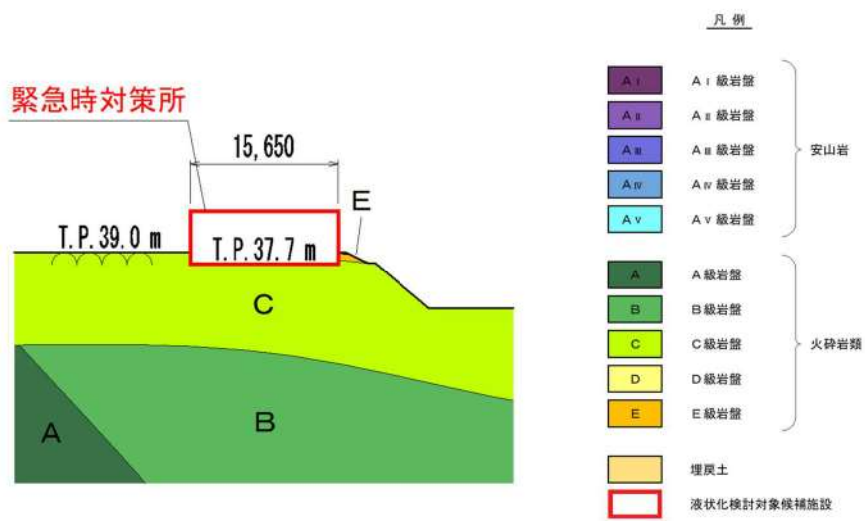 緊急時対策所
15,650
E
T.P.39.0 m
T.P.37.7 m
C
A
B
凡 例
AⅠ AⅠ級岩盤
AⅡ AⅡ級岩盤
AⅢ AⅢ級岩盤
AⅣ AⅣ級岩盤
AⅤ AⅤ級岩盤
安山岩
A A級岩盤
B B級岩盤
C C級岩盤
D D級岩盤
E E級岩盤
火砕岩類
埋戻土
液状化検討対象候補施設